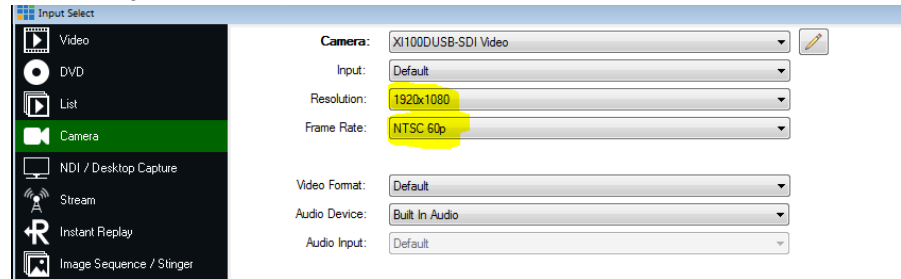 Input Select
Video
DVD
List
Camera
NDI / Desktop Capture
Stream
Instant Replay
Image Sequence / Stinger
Camera: XI100DUSB-SDI Video
Input: Default
Resolution: 1920x1080
Frame Rate: NTSC 60p
Video Format: Default
Audio Device: Built In Audio
Audio Input: Default